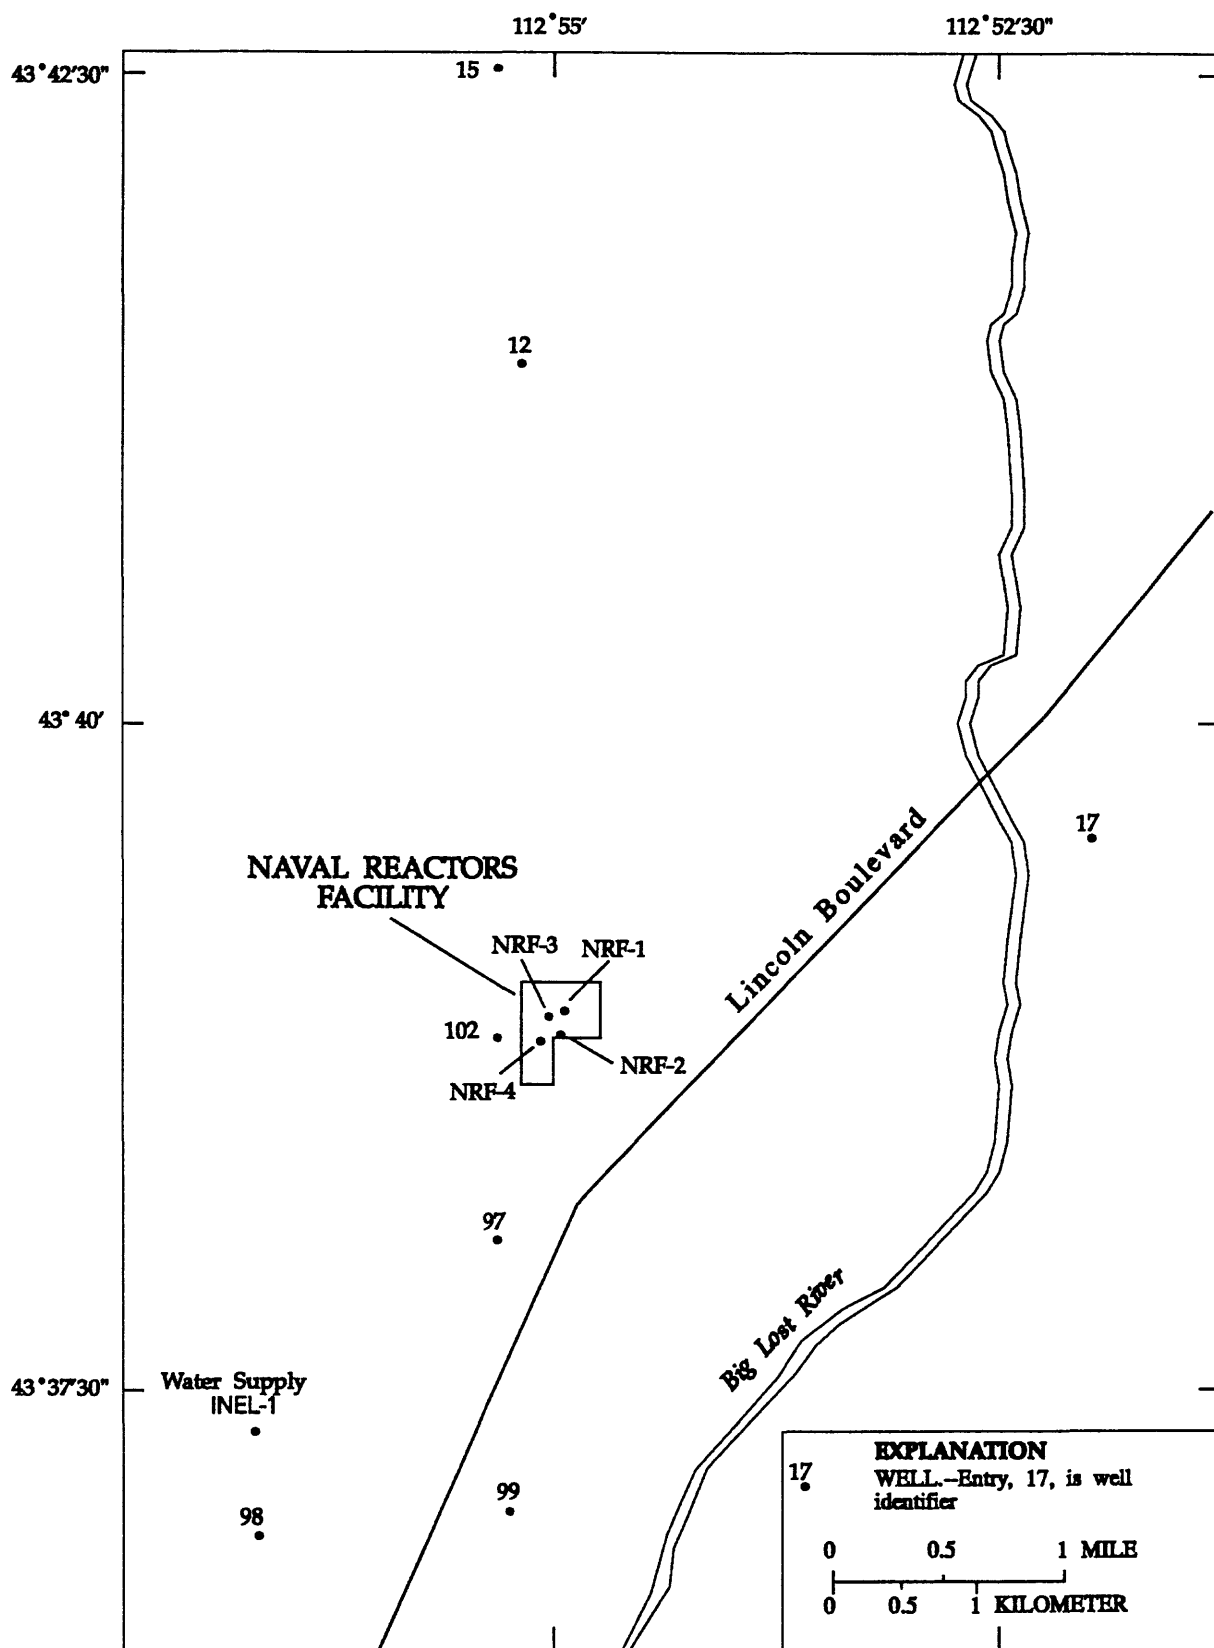 112°55′
112°52′30″
43°42′30″
15
12
43°40′
17
Lincoln Boulevard
NAVAL REACTORS
FACILITY
NRF-3
NRF-1
102
NRF-2
NRF-4
97
Big Lost River
43°37′30″
Water Supply
INEL-1
99
98
EXPLANATION
17
WELL.–Entry, 17, is well
identifier
0 0.5 1 MILE
0 0.5 1 KILOMETER